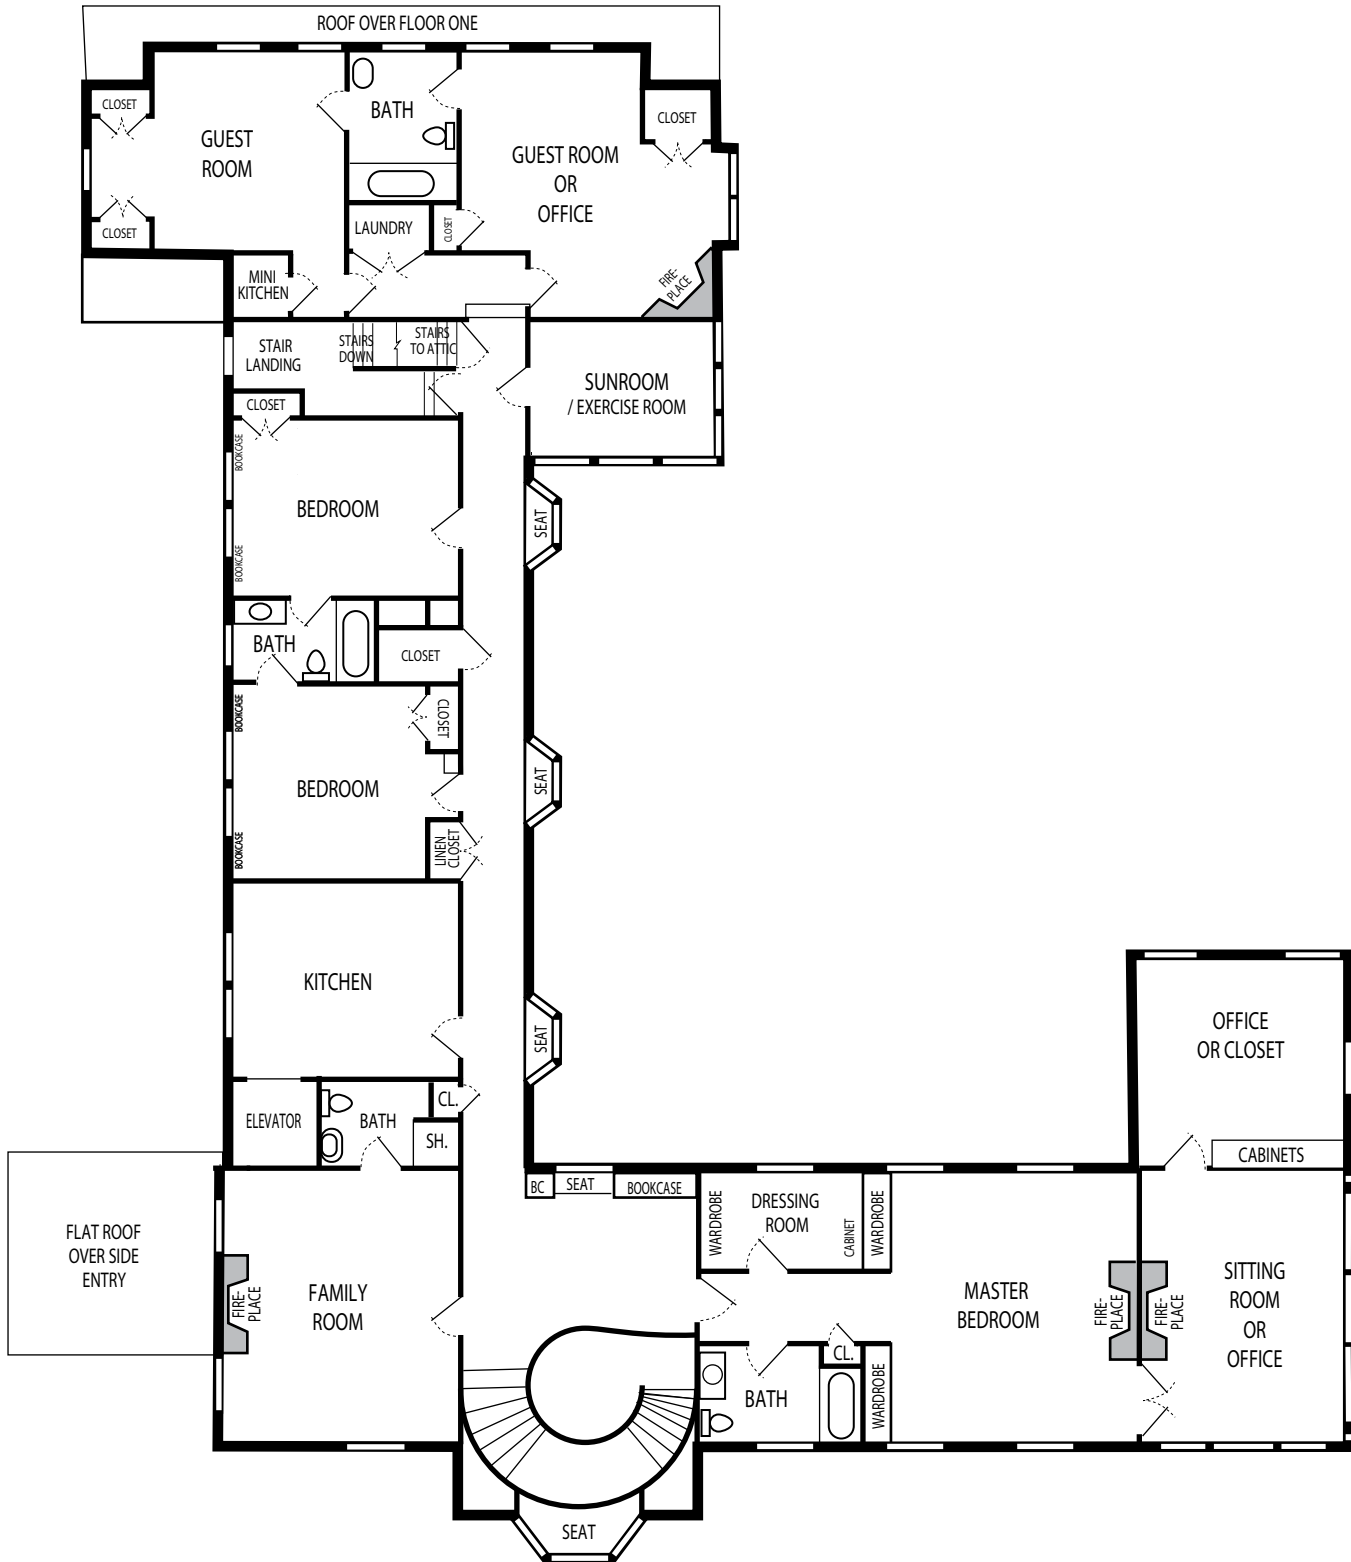 ROOF OVER FLOOR ONE
CLOSET
BATH
CLOSET
GUEST
ROOM
GUEST ROOM
OR
OFFICE
CLOSET
LAUNDRY
CLOSET
MINI
KITCHEN
FIRE-
PLACE
STAIR
LANDING
STAIRS
DOWN
STAIRS
TO ATTIC
SUNROOM
/ EXERCISE ROOM
CLOSET
BOOKCASE
BEDROOM
BOOKCASE
SEAT
BATH
CLOSET
BOOKCASE
CLOSET
BEDROOM
SEAT
BOOKCASE
LINEN
CLOSET
KITCHEN
SEAT
OFFICE
OR CLOSET
ELEVATOR
BATH
CL.
SH.
CABINETS
BC
SEAT
BOOKCASE
WARDROBE
DRESSING
ROOM
CABINET
WARDROBE
FLAT ROOF
OVER SIDE
ENTRY
FIRE-
PLACE
FAMILY
ROOM
MASTER
BEDROOM
FIRE-
PLACE
FIRE-
PLACE
SITTING
ROOM
OR
OFFICE
CL.
BATH
WARDROBE
SEAT